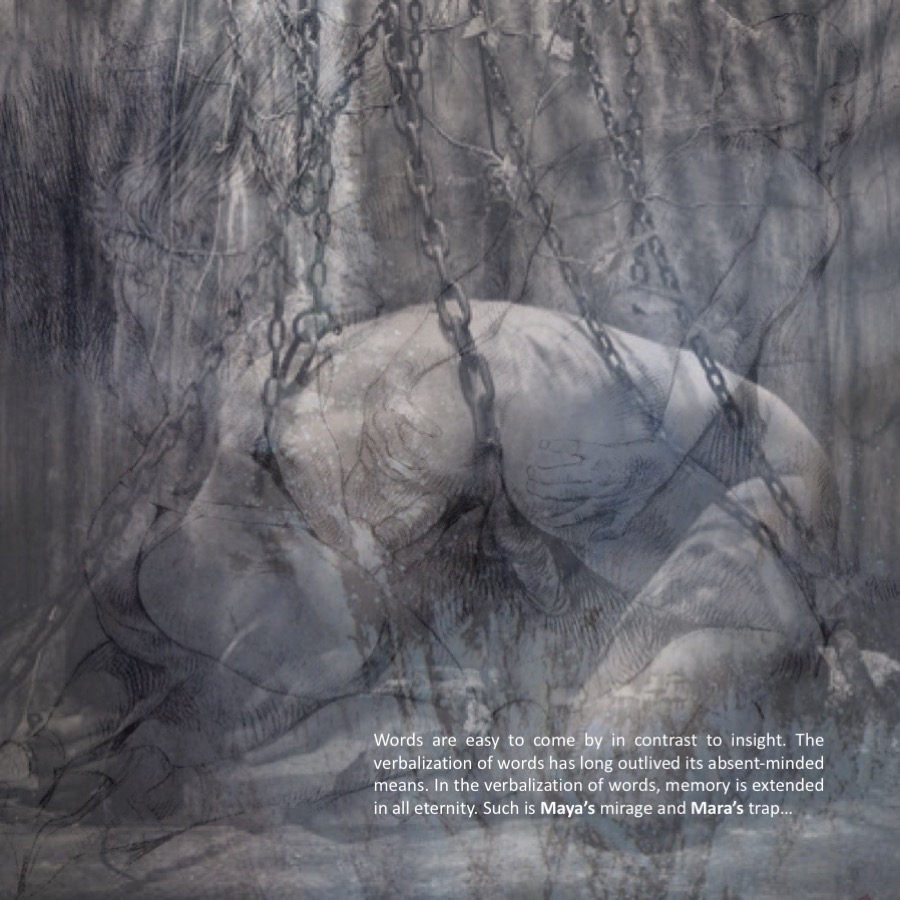 Words are easy to come by in contrast to insight. The
verbalization of words has long outlived its absent-minded
means. In the verbalization of words, memory is extended
in all eternity. Such is Maya's mirage and Mara's trap...